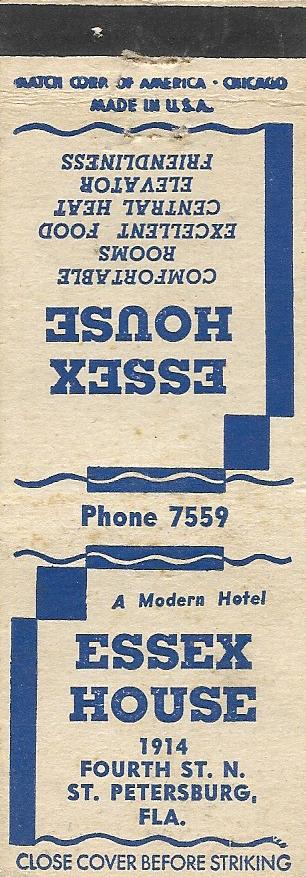 MATCH CORP. OF AMERICA · CHICAGO
MADE IN U.S.A.
ESSEX
HOUSE
COMFORTABLE
ROOMS
EXCELLENT FOOD
CENTRAL HEAT
ELEVATOR
FRIENDLINESS
Phone 7559
A Modern Hotel
ESSEX
HOUSE
1914
FOURTH ST. N.
ST. PETERSBURG,
FLA.
CLOSE COVER BEFORE STRIKING